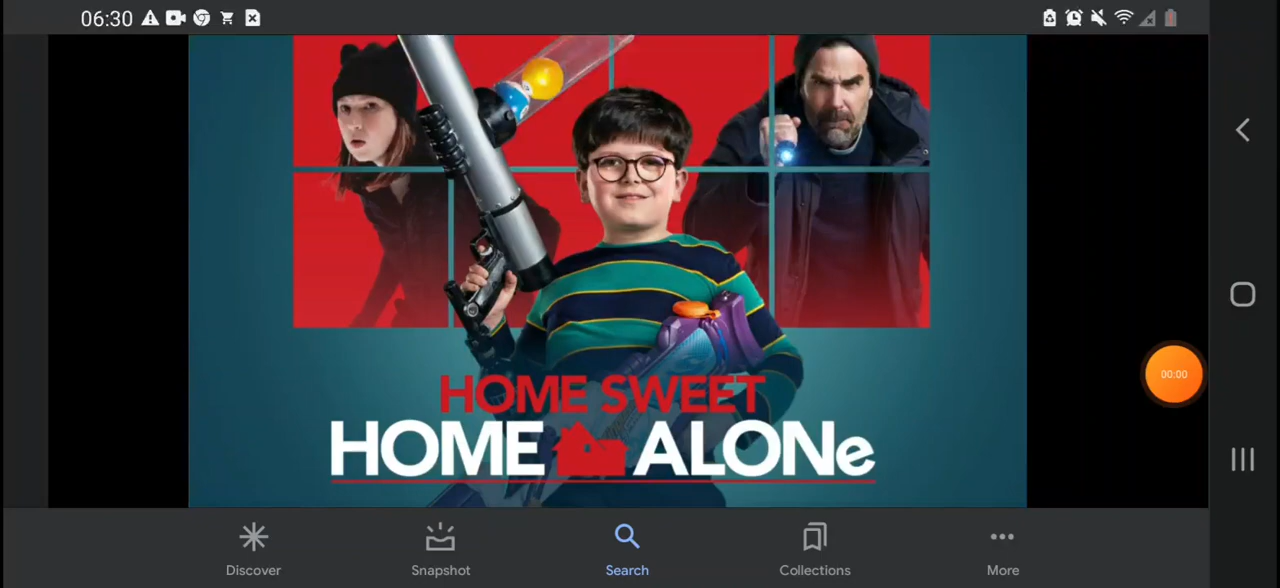 06:30
HOME SWEET
HOME ALONe
00:00
Discover
Snapshot
Search
Collections
More